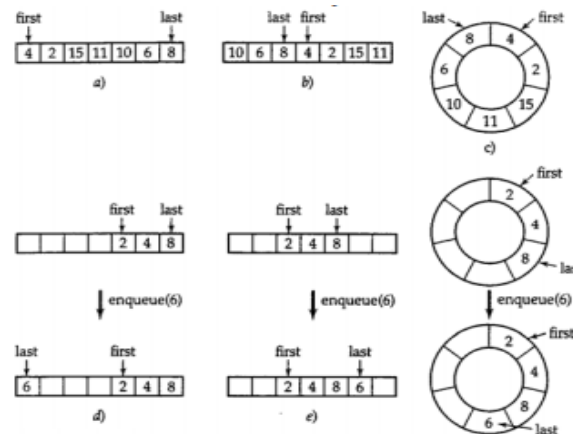 first last
4 2 15 11 10 6 8
a)
last first
10 6 8 4 2 15 11
b)
last first
8 4
6 2
10 15
11
c)
first last
2 4 8
enqueue(6)
last first
6 2 4 8
d)
first last
2 4 8
enqueue(6)
first last
2 4 8 6
e)
first
2
4
8
las
enqueue(6)
first
2
4
8
6
last